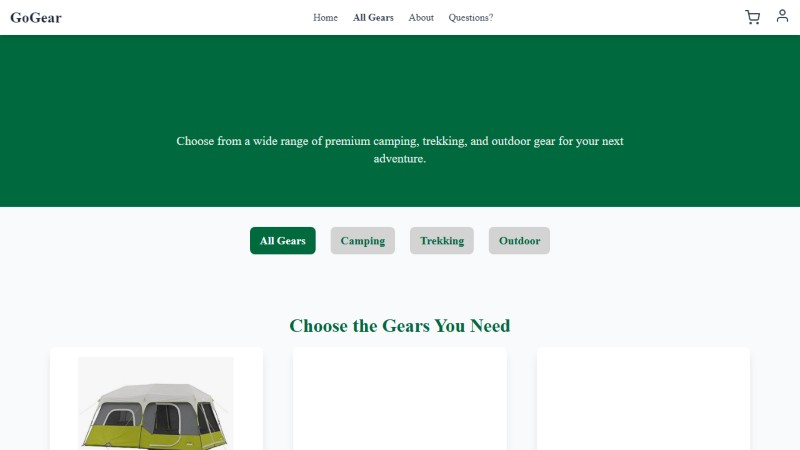 GoGear
Home All Gears About Questions?
Choose from a wide range of premium camping, trekking, and outdoor gear for your next
adventure.
All Gears Camping Trekking Outdoor
Choose the Gears You Need